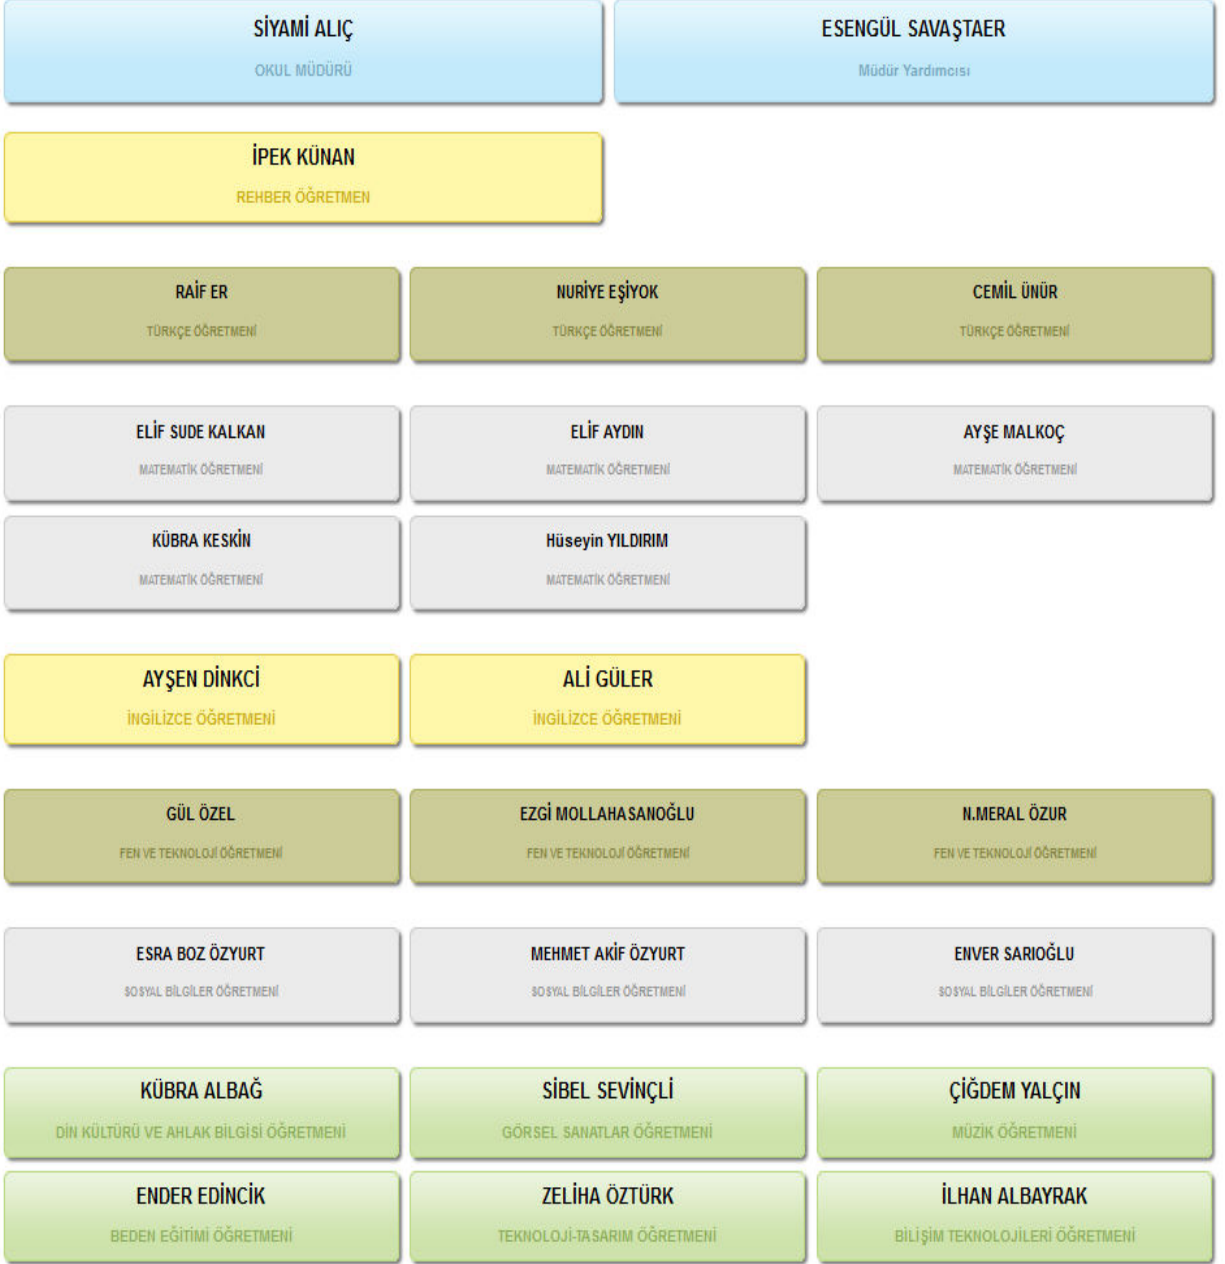 SİYAMİ ALIÇ
OKUL MÜDÜRÜ
ESENGÜL SAVAŞTAER
Müdür Yardımcısı
İPEK KÜNAN
REHBER ÖĞRETMEN
RAİF ER
TÜRKÇE ÖĞRETMENİ
NURİYE EŞİYOK
TÜRKÇE ÖĞRETMENİ
CEMİL ÜNÜR
TÜRKÇE ÖĞRETMENİ
ELİF SUDE KALKAN
MATEMATİK ÖĞRETMENİ
ELİF AYDIN
MATEMATİK ÖĞRETMENİ
AYŞE MALKOÇ
MATEMATİK ÖĞRETMENİ
KÜBRA KESKİN
MATEMATİK ÖĞRETMENİ
Hüseyin YILDIRIM
MATEMATİK ÖĞRETMENİ
AYŞEN DİNKCİ
İNGİLİZCE ÖĞRETMENİ
ALİ GÜLER
İNGİLİZCE ÖĞRETMENİ
GÜL ÖZEL
FEN VE TEKNOLOJİ ÖĞRETMENİ
EZGİ MOLLAHASANOĞLU
FEN VE TEKNOLOJİ ÖĞRETMENİ
N.MERAL ÖZUR
FEN VE TEKNOLOJİ ÖĞRETMENİ
ESRA BOZ ÖZYURT
SOSYAL BİLGİLER ÖĞRETMENİ
MEHMET AKİF ÖZYURT
SOSYAL BİLGİLER ÖĞRETMENİ
ENVER SARIOĞLU
SOSYAL BİLGİLER ÖĞRETMENİ
KÜBRA ALBAĞ
DİN KÜLTÜRÜ VE AHLAK BİLGİSİ ÖĞRETMENİ
SİBEL SEVİNÇLİ
GÖRSEL SANATLAR ÖĞRETMENİ
ÇİĞDEM YALÇIN
MÜZİK ÖĞRETMENİ
ENDER EDİNCİK
BEDEN EĞİTİMİ ÖĞRETMENİ
ZELİHA ÖZTÜRK
TEKNOLOJİ-TASARIM ÖĞRETMENİ
İLHAN ALBAYRAK
BİLİŞİM TEKNOLOJİLERİ ÖĞRETMENİ